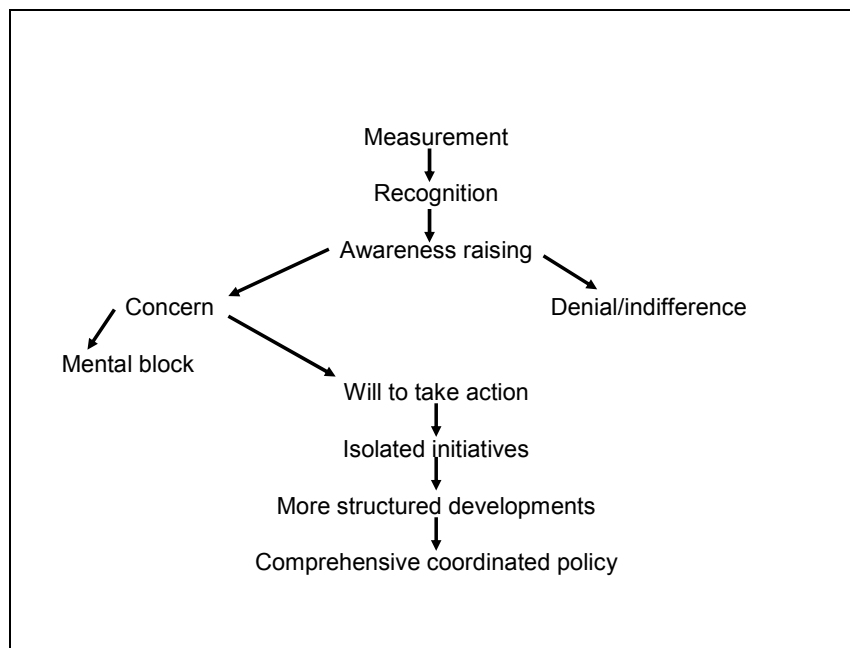 Measurement
Recognition
Awareness raising
Concern
Denial/indifference
Mental block
Will to take action
Isolated initiatives
More structured developments
Comprehensive coordinated policy